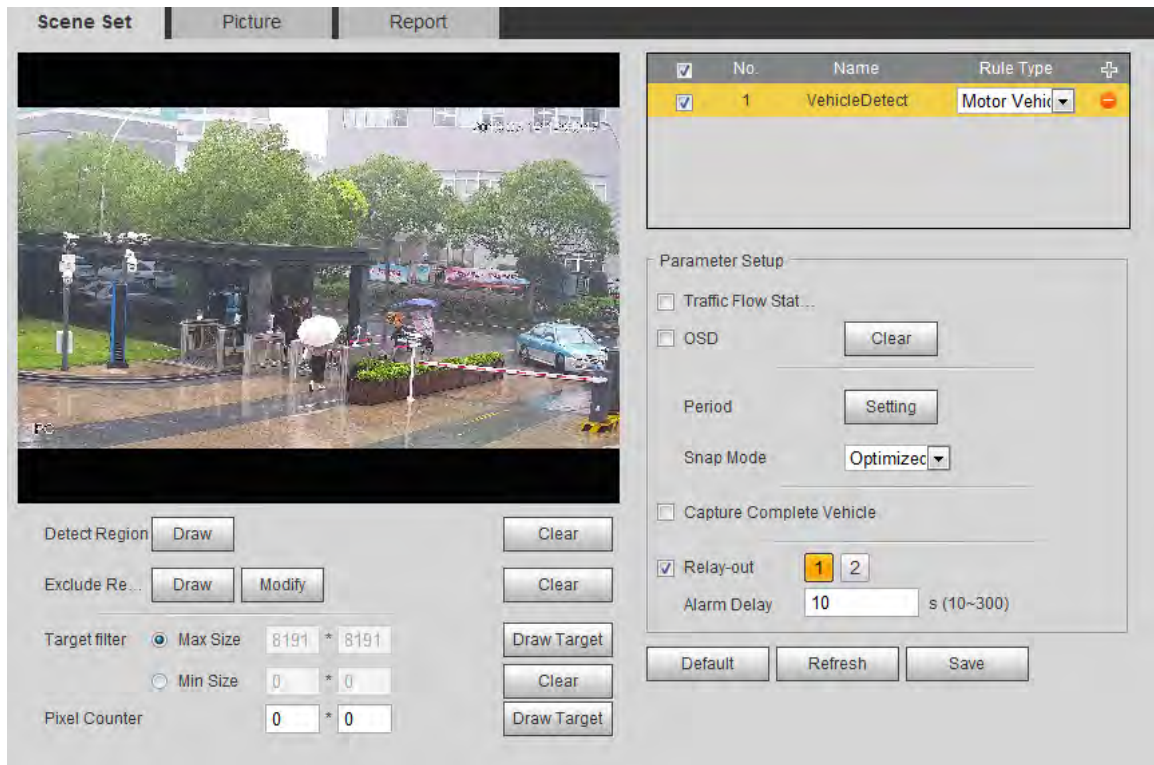 Scene Set Picture Report
No. Name Rule Type
1 VehicleDetect Motor Vehic
Parameter Setup
Traffic Flow Stat...
OSD Clear
Period Setting
Snap Mode Optimized
Capture Complete Vehicle
Relay-out 1 2
Alarm Delay 10 s (10~300)
Default Refresh Save
PC
Detect Region Draw Clear
Exclude Re... Draw Modify Clear
Target filter Max Size 8191 * 8191 Draw Target
Min Size 0 * 0 Clear
Pixel Counter 0 * 0 Draw Target